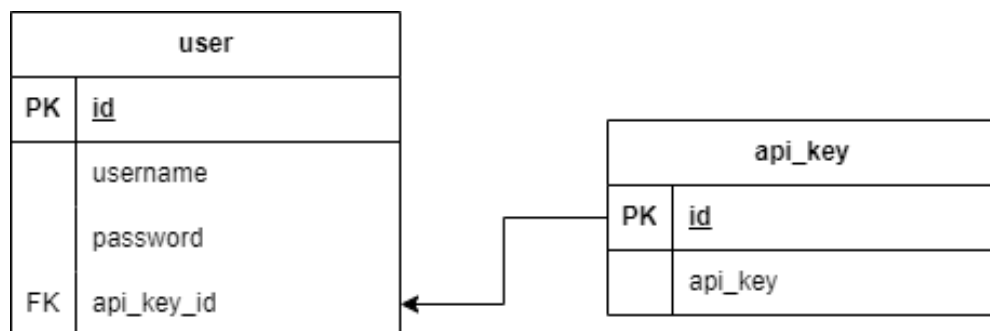 user
PK id
username
password
FK api_key_id
api_key
PK id
api_key